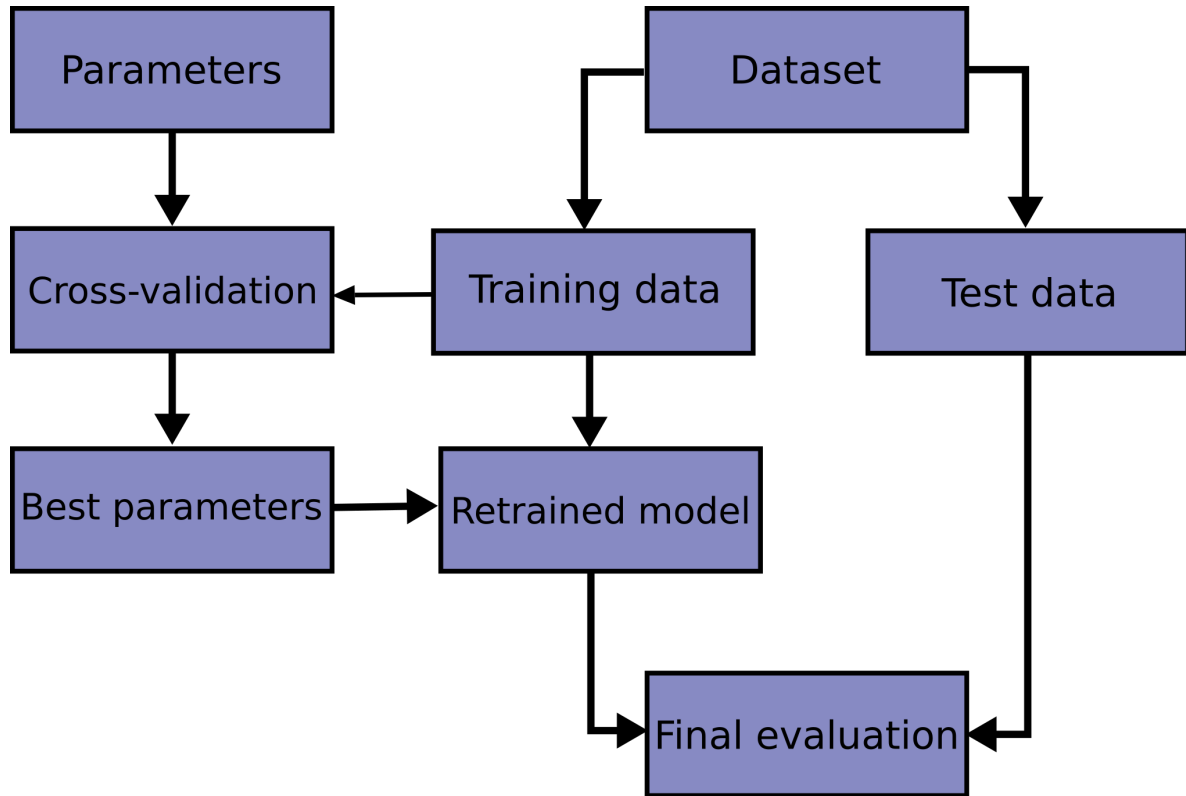 Parameters
Dataset
Cross-validation
Training data
Test data
Best parameters
Retrained model
Final evaluation